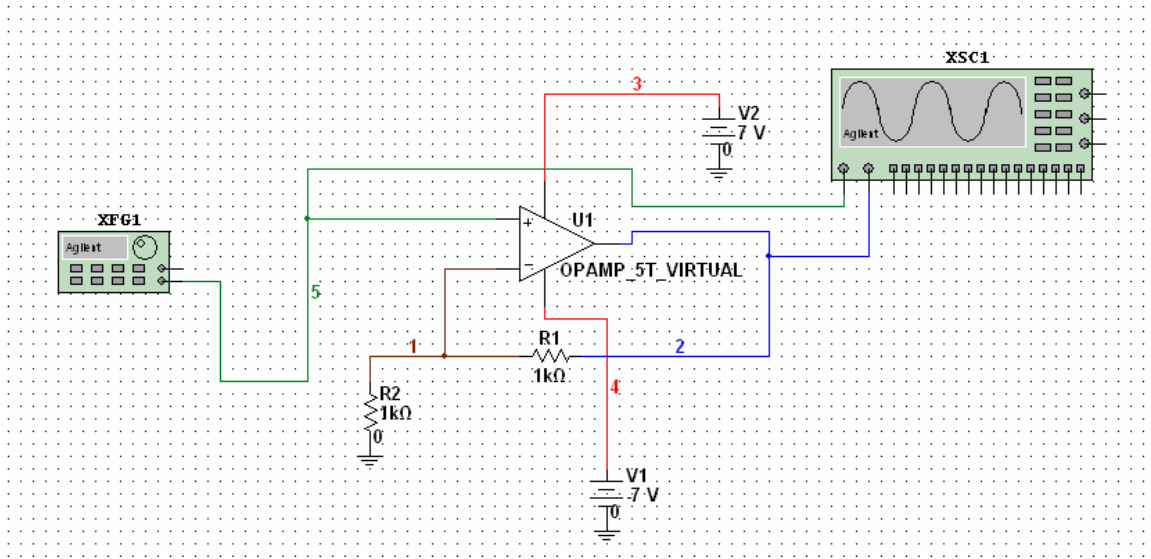 XSC1
3
V2
7 V
0
Agilent
XFG1
Agilent
U1
OPAMP_5T_VIRTUAL
5
1
R1
1kΩ
2
4
R2
1kΩ
0
V1
-7 V
0